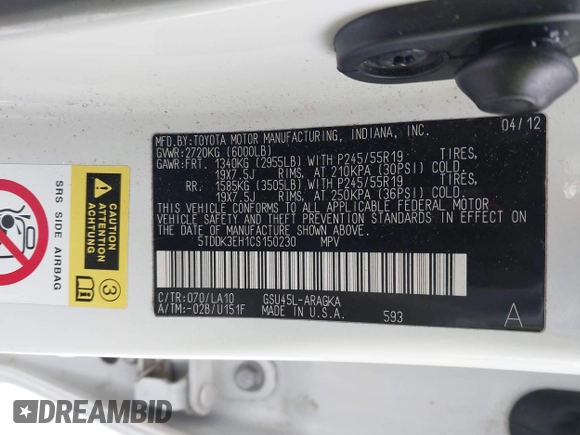 MFD.BY:TOYOTA MOTOR MANUFACTURING, INDIANA, INC. 04/12
GVWR:2720KG (6000LB)
GAWR:FRT. 1340KG (2955LB) WITH P245/55R19 TIRES,
19X7.5J RIMS, AT 210KPA (30PSI) COLD
RR. 1585KG (3505LB) WITH P245/55R19 TIRES,
19X7.5J RIMS, AT 250KPA (36PSI) COLD
THIS VEHICLE CONFORMS TO ALL APPLICABLE FEDERAL MOTOR
VEHICLE SAFETY AND THEFT PREVENTION STANDARDS IN EFFECT
ON THE DATE OF MANUFACTURE SHOWN ABOVE.
5TDDK3EH1CS150230 MPV
C/TR:070/LA10 GSU45L-ARAGKA
A/TM:-02B/U151F MADE IN U.S.A. 593 A
SRS SIDE AIRBAG
CAUTION
ATTENTION
ACHTUNG
3
DREAMBID